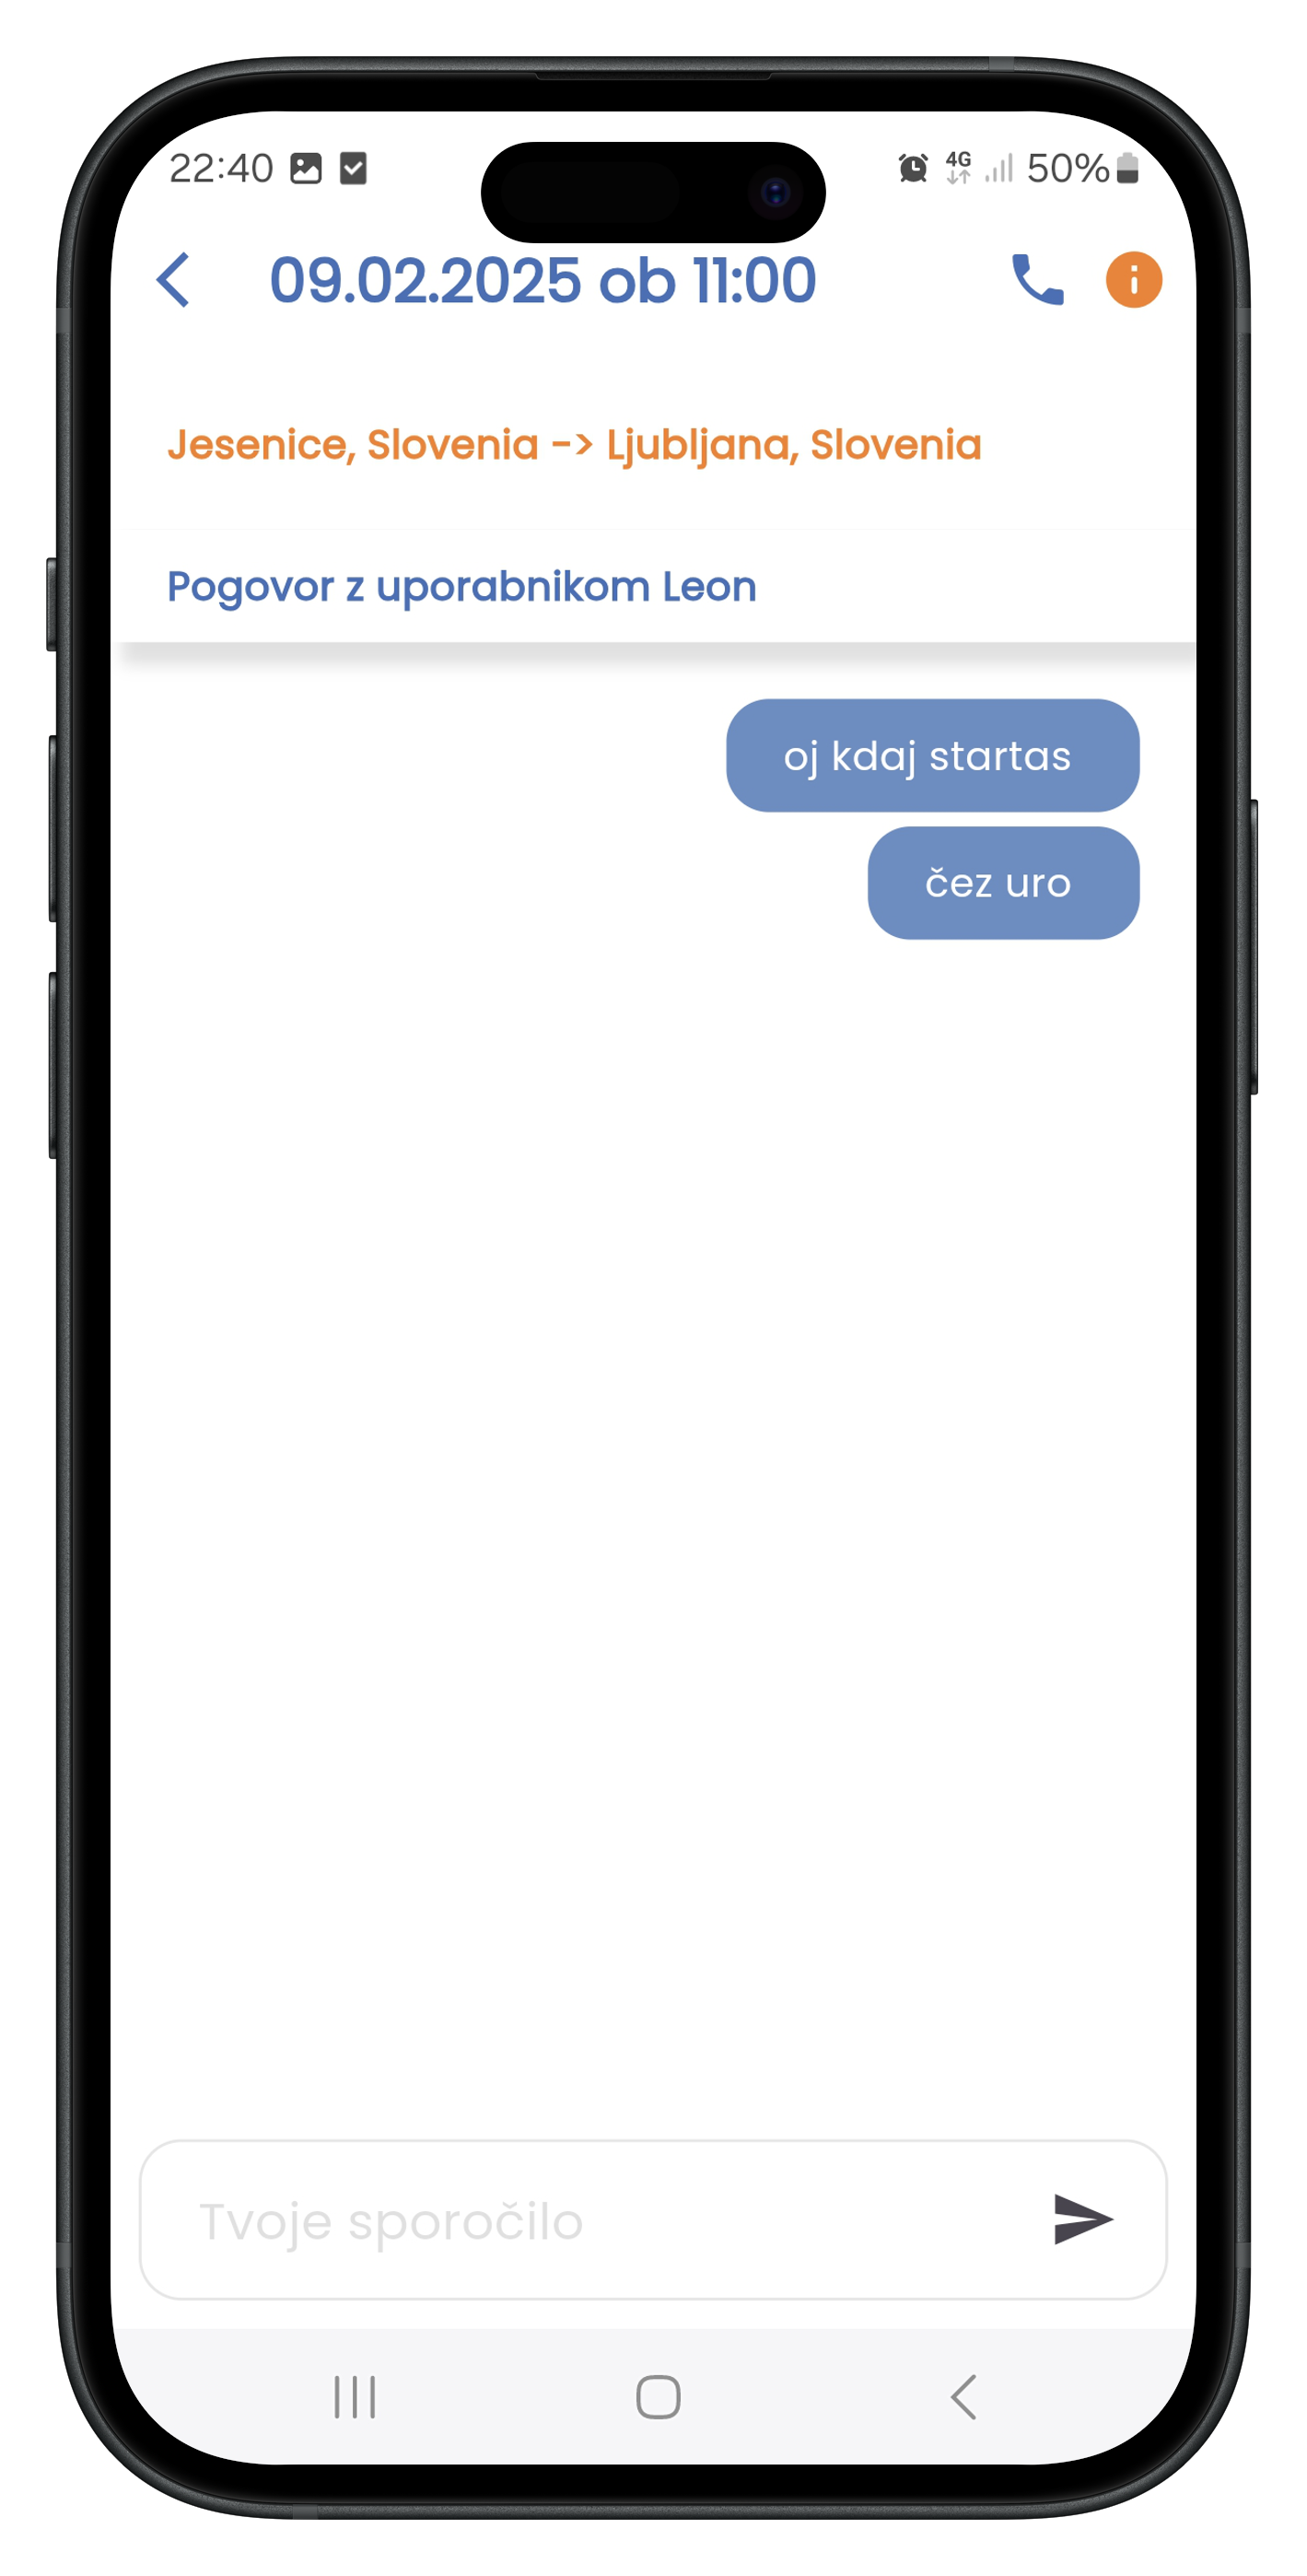 22:40 4G 50%
09.02.2025 ob 11:00
Jesenice, Slovenia -> Ljubljana, Slovenia
Pogovor z uporabnikom Leon
oj kdaj startas
čez uro
Tvoje sporočilo